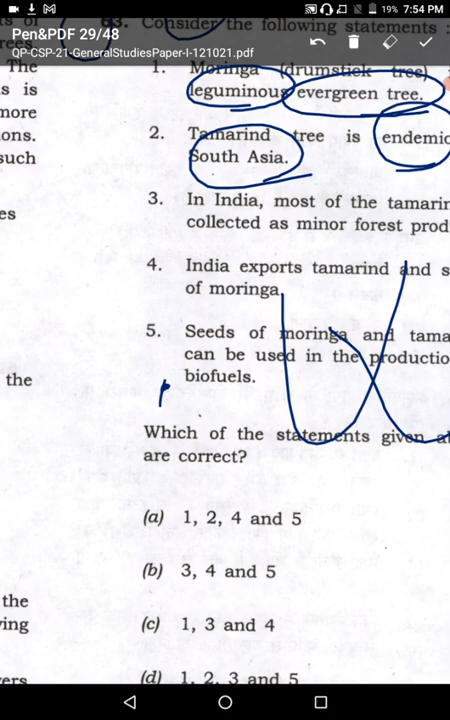 19% 7:54 PM
Pen&PDF 29/48
QP-CSP-21-GeneralStudiesPaper-I-121021.pdf
63. Consider the following statements :
The
1. Moringa (drumstick tree)
s is
leguminous evergreen tree.
more
ons.
2. Tamarind tree is endemic
such
South Asia.
3. In India, most of the tamarin
es
collected as minor forest prod
4. India exports tamarind and s
of moringa
5. Seeds of moringa and tama
can be used in the productio
the
biofuels.
Which of the statements given a
are correct?
(a) 1, 2, 4 and 5
(b) 3, 4 and 5
the
ing
(c) 1, 3 and 4
ers
(d) 1, 2, 3 and 5